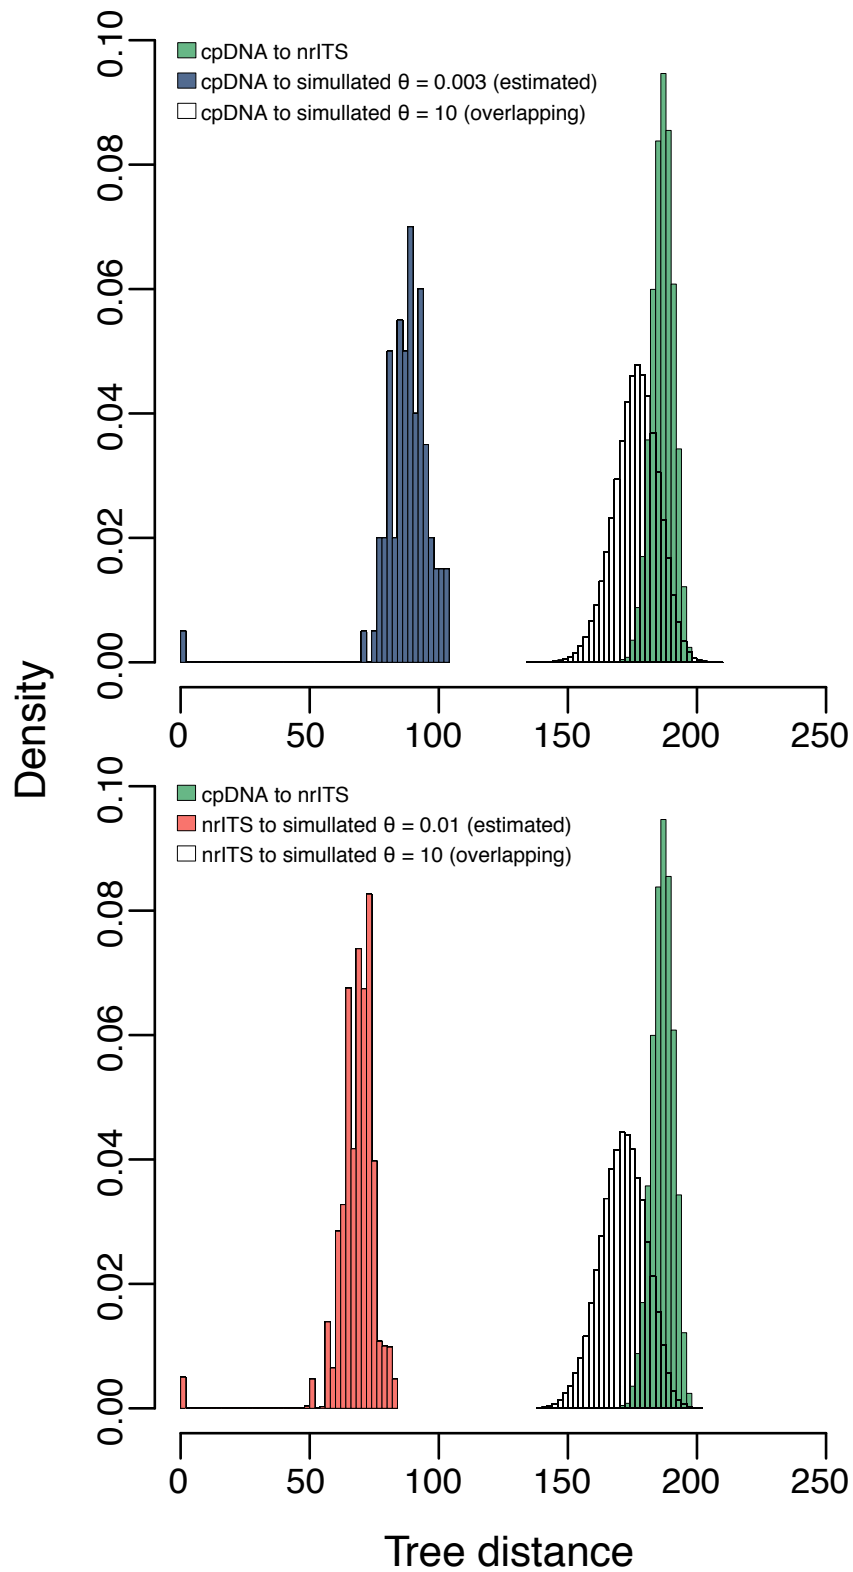 cpDNA to nrITS
cpDNA to simullated θ = 0.003 (estimated)
cpDNA to simullated θ = 10 (overlapping)
0.10
0.08
0.06
0.04
0.02
0.00
0 50 100 150 200 250
Density
cpDNA to nrITS
nrITS to simullated θ = 0.01 (estimated)
nrITS to simullated θ = 10 (overlapping)
0.10
0.08
0.06
0.04
0.02
0.00
0 50 100 150 200 250
Tree distance